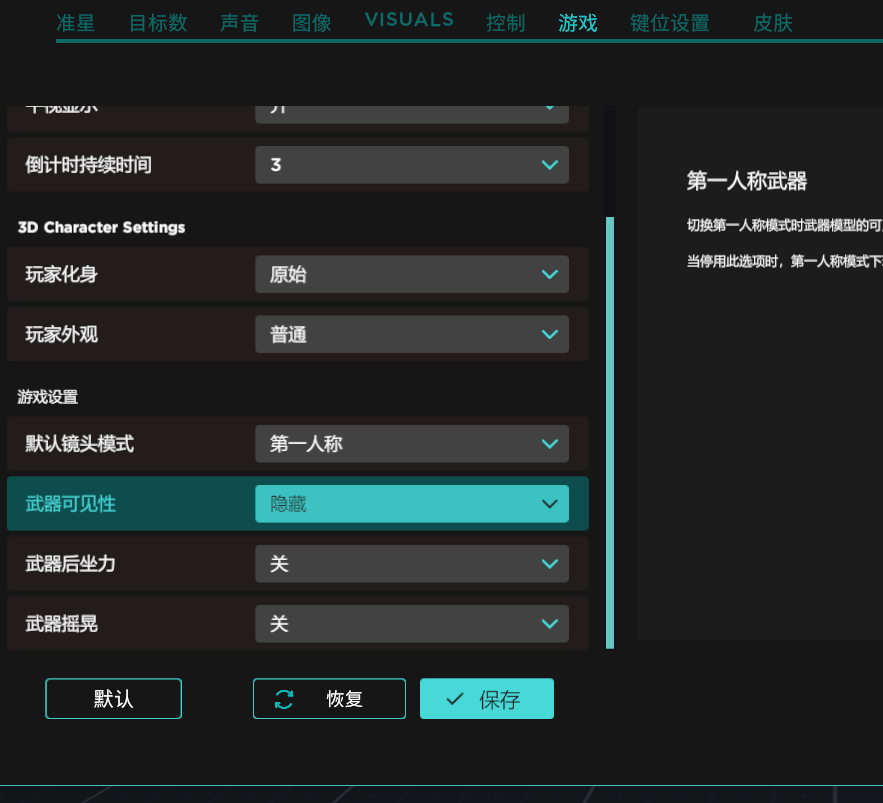 准星 目标数 声音 图像 VISUALS 控制 游戏 键位设置 皮肤
倒计时持续时间 3
第一人称武器
切换第一人称模式时武器模型的可
3D Character Settings
当停用此选项时，第一人称模式下
玩家化身 原始
玩家外观 普通
游戏设置
默认镜头模式 第一人称
武器可见性 隐藏
武器后坐力 关
武器摇晃 关
默认 恢复 保存